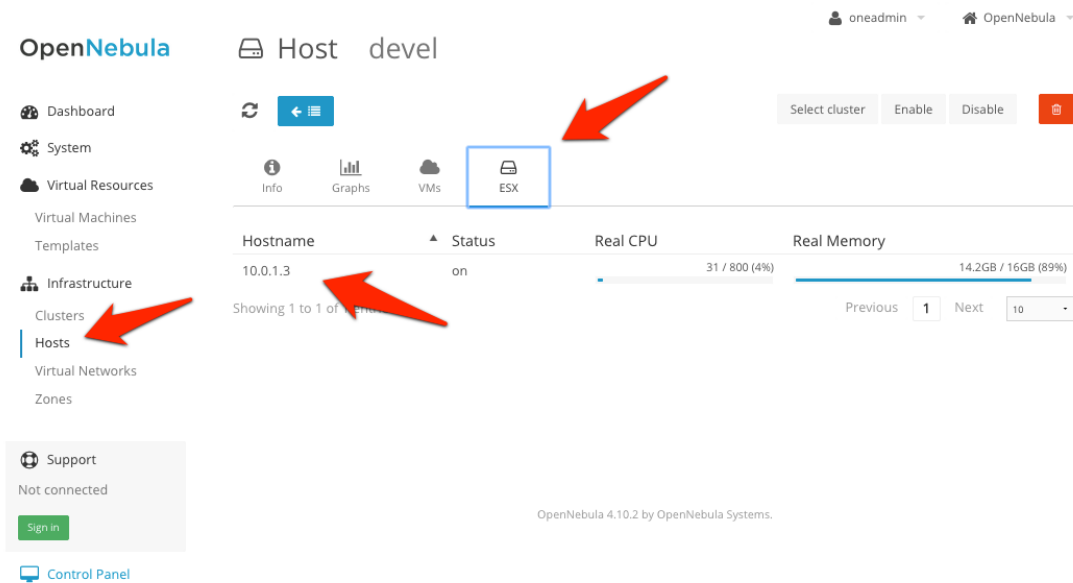 oneadmin
OpenNebula
OpenNebula
Host devel
Dashboard
System
Virtual Resources
Virtual Machines
Templates
Infrastructure
Clusters
Hosts
Virtual Networks
Zones
Support
Not connected
Sign in
Control Panel
Select cluster
Enable
Disable
Info
Graphs
VMs
ESX
Hostname Status Real CPU Real Memory
10.0.1.3 on 31 / 800 (4%) 14.2GB / 16GB (89%)
Showing 1 to 1 of
Previous 1 Next 10
OpenNebula 4.10.2 by OpenNebula Systems.